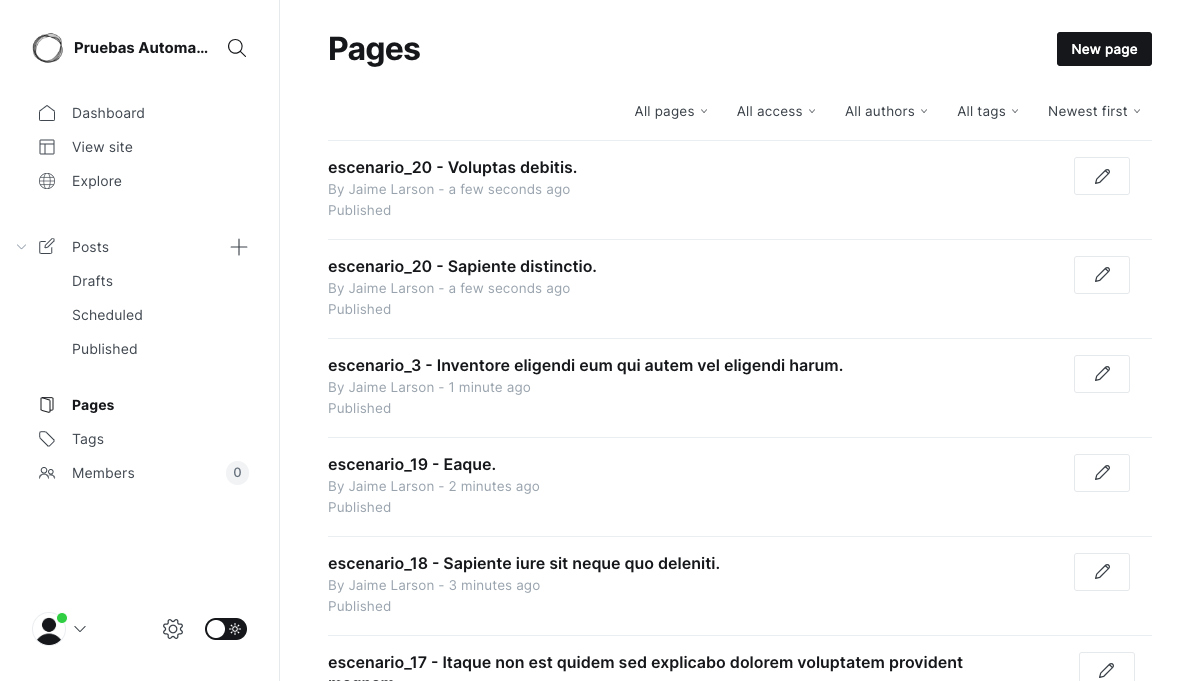 Pruebas Automa...
Dashboard
View site
Explore
Posts
Drafts
Scheduled
Published
Pages
Tags
Members
0
Pages
New page
All pages
All access
All authors
All tags
Newest first
escenario_20 - Voluptas debitis.
By Jaime Larson - a few seconds ago
Published
escenario_20 - Sapiente distinctio.
By Jaime Larson - a few seconds ago
Published
escenario_3 - Inventore eligendi eum qui autem vel eligendi harum.
By Jaime Larson - 1 minute ago
Published
escenario_19 - Eaque.
By Jaime Larson - 2 minutes ago
Published
escenario_18 - Sapiente iure sit neque quo deleniti.
By Jaime Larson - 3 minutes ago
Published
escenario_17 - Itaque non est quidem sed explicabo dolorem voluptatem provident